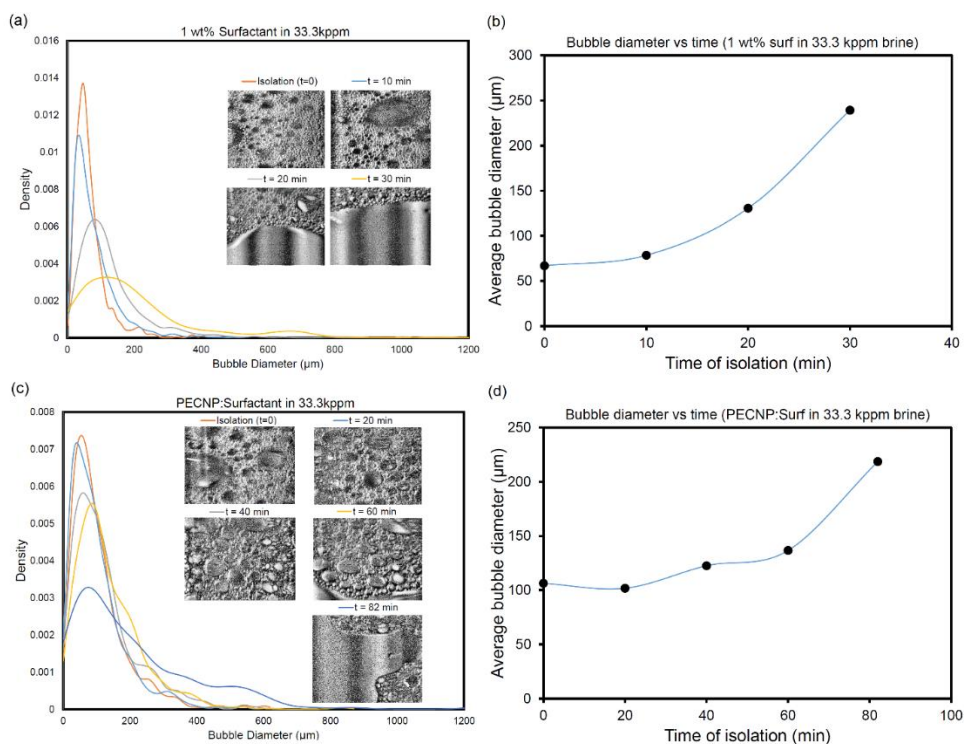 (a)
1 wt% Surfactant in 33.3kppm
0.016
0.014
0.012
0.01
0.008
0.006
0.004
0.002
0
Density
Isolation (t=0)
t = 10 min
t = 20 min
t = 30 min
0
200
400
600
800
1000
1200
Bubble Diameter (µm)
(b)
Bubble diameter vs time (1 wt% surf in 33.3 kppm brine)
300
250
200
150
100
50
0
Average bubble diameter (µm)
0
10
20
30
40
Time of isolation (min)
(c)
PECNP:Surfactant in 33.3kppm
0.008
0.007
0.006
0.005
0.004
0.003
0.002
0.001
0
Density
Isolation (t=0)
t = 20 min
t = 40 min
t = 60 min
t = 82 min
0
200
400
600
800
1000
1200
Bubble Diameter (µm)
(d)
Bubble diameter vs time (PECNP:Surf in 33.3 kppm brine)
250
200
150
100
50
0
Average bubble diameter (µm)
0
20
40
60
80
100
Time of isolation (min)